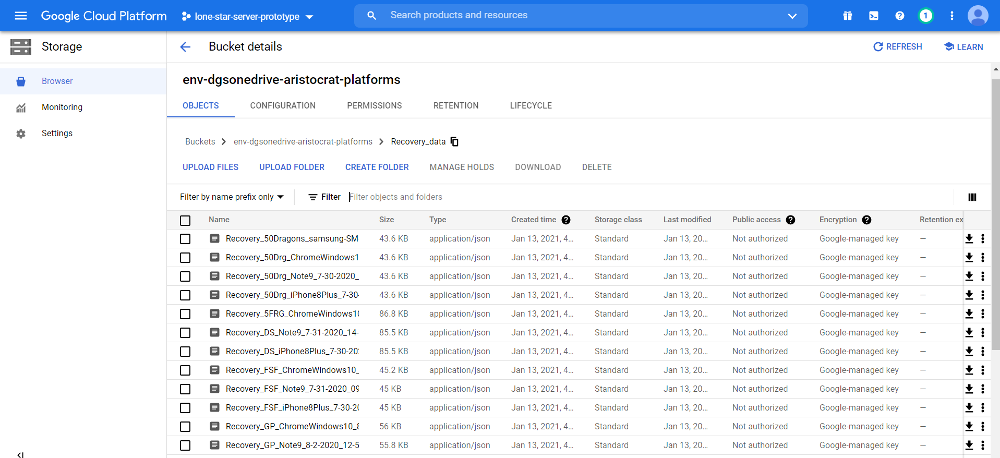 Google Cloud Platform lone-star-server-prototype Search products and resources 1
Storage Bucket details REFRESH LEARN
Browser
Monitoring
Settings
env-dgsonedrive-aristocrat-platforms
OBJECTS CONFIGURATION PERMISSIONS RETENTION LIFECYCLE
Buckets > env-dgsonedrive-aristocrat-platforms > Recovery_data
UPLOAD FILES UPLOAD FOLDER CREATE FOLDER MANAGE HOLDS DOWNLOAD DELETE
Filter by name prefix only Filter Filter objects and folders
Name Size Type Created time ? Storage class Last modified Public access ? Encryption ? Retention ex
Recovery_50Dragons_samsung-SM 43.6 KB application/json Jan 13, 2021, 4... Standard Jan 13, 20... Not authorized Google-managed key —
Recovery_50Drg_ChromeWindows1 43.6 KB application/json Jan 13, 2021, 4... Standard Jan 13, 20... Not authorized Google-managed key —
Recovery_50Drg_Note9_7-30-2020_ 43.6 KB application/json Jan 13, 2021, 4... Standard Jan 13, 20... Not authorized Google-managed key —
Recovery_50Drg_iPhone8Plus_7-30- 43.6 KB application/json Jan 13, 2021, 4... Standard Jan 13, 20... Not authorized Google-managed key —
Recovery_5FRG_ChromeWindows10 86.8 KB application/json Jan 13, 2021, 4... Standard Jan 13, 20... Not authorized Google-managed key —
Recovery_DS_Note9_7-31-2020_14- 85.5 KB application/json Jan 13, 2021, 4... Standard Jan 13, 20... Not authorized Google-managed key —
Recovery_DS_iPhone8Plus_7-30-20 85.5 KB application/json Jan 13, 2021, 4... Standard Jan 13, 20... Not authorized Google-managed key —
Recovery_FSF_ChromeWindows10_ 45.2 KB application/json Jan 13, 2021, 4... Standard Jan 13, 20... Not authorized Google-managed key —
Recovery_FSF_Note9_7-31-2020_09 45 KB application/json Jan 13, 2021, 4... Standard Jan 13, 20... Not authorized Google-managed key —
Recovery_FSF_iPhone8Plus_7-30-20 45 KB application/json Jan 13, 2021, 4... Standard Jan 13, 20... Not authorized Google-managed key —
Recovery_GP_ChromeWindows10_8 56 KB application/json Jan 13, 2021, 4... Standard Jan 13, 20... Not authorized Google-managed key —
Recovery_GP_Note9_8-2-2020_12-5 55.8 KB application/json Jan 13, 2021, 4... Standard Jan 13, 20... Not authorized Google-managed key —